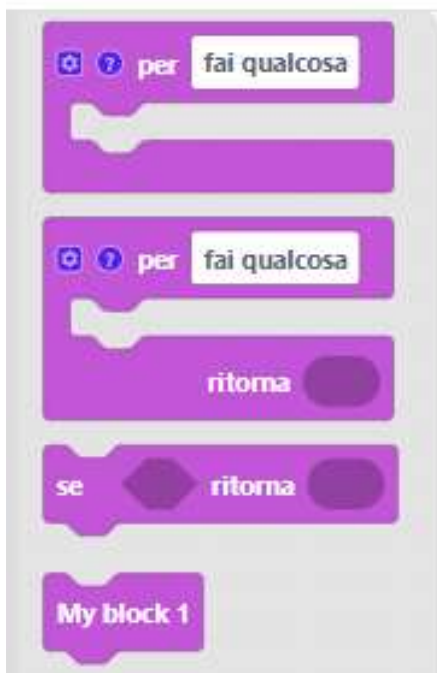 per fai qualcosa
per fai qualcosa
ritorna
se ritorna
My block 1